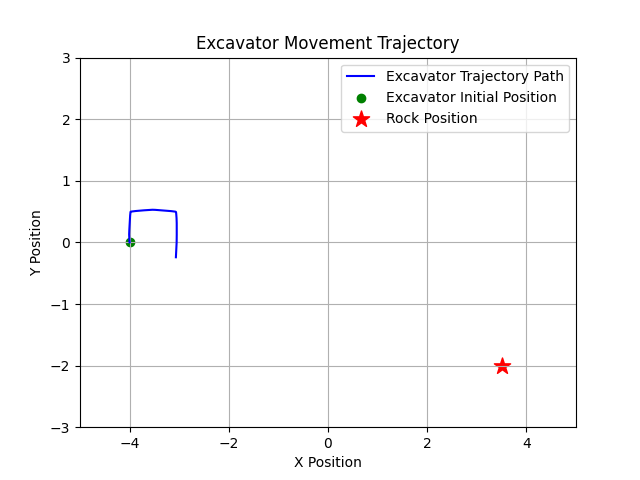 Excavator Movement Trajectory
Excavator Trajectory Path
Excavator Initial Position
Rock Position
3
2
1
0
−1
−2
−3
Y Position
−4
−2
0
2
4
X Position